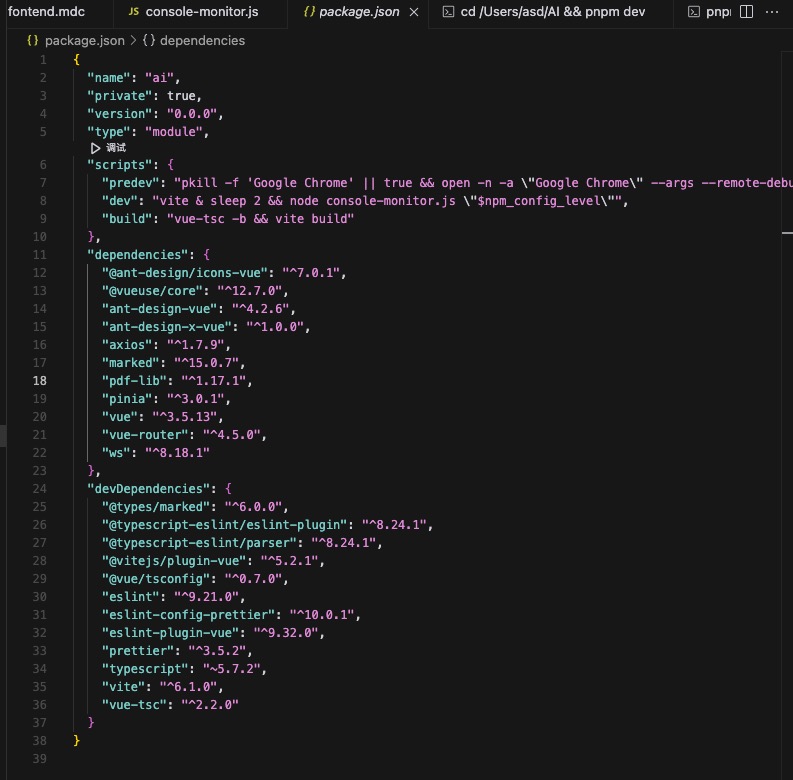 fontend.mdc JS console-monitor.js {} package.json × cd /Users/asd/AI && pnpm dev pnp ···
{} package.json > {} dependencies
1 {
2 "name": "ai",
3 "private": true,
4 "version": "0.0.0",
5 "type": "module",
调试
6 "scripts": {
7 "predev": "pkill -f 'Google Chrome' || true && open -n -a \"Google Chrome\" --args --remote-debu
8 "dev": "vite & sleep 2 && node console-monitor.js \"$npm_config_level\"",
9 "build": "vue-tsc -b && vite build"
10 },
11 "dependencies": {
12 "@ant-design/icons-vue": "^7.0.1",
13 "@vueuse/core": "^12.7.0",
14 "ant-design-vue": "^4.2.6",
15 "ant-design-x-vue": "^1.0.0",
16 "axios": "^1.7.9",
17 "marked": "^15.0.7",
18 "pdf-lib": "^1.17.1",
19 "pinia": "^3.0.1",
20 "vue": "^3.5.13",
21 "vue-router": "^4.5.0",
22 "ws": "^8.18.1"
23 },
24 "devDependencies": {
25 "@types/marked": "^6.0.0",
26 "@typescript-eslint/eslint-plugin": "^8.24.1",
27 "@typescript-eslint/parser": "^8.24.1",
28 "@vitejs/plugin-vue": "^5.2.1",
29 "@vue/tsconfig": "^0.7.0",
30 "eslint": "^9.21.0",
31 "eslint-config-prettier": "^10.0.1",
32 "eslint-plugin-vue": "^9.32.0",
33 "prettier": "^3.5.2",
34 "typescript": "~5.7.2",
35 "vite": "^6.1.0",
36 "vue-tsc": "^2.2.0"
37 }
38 }
39